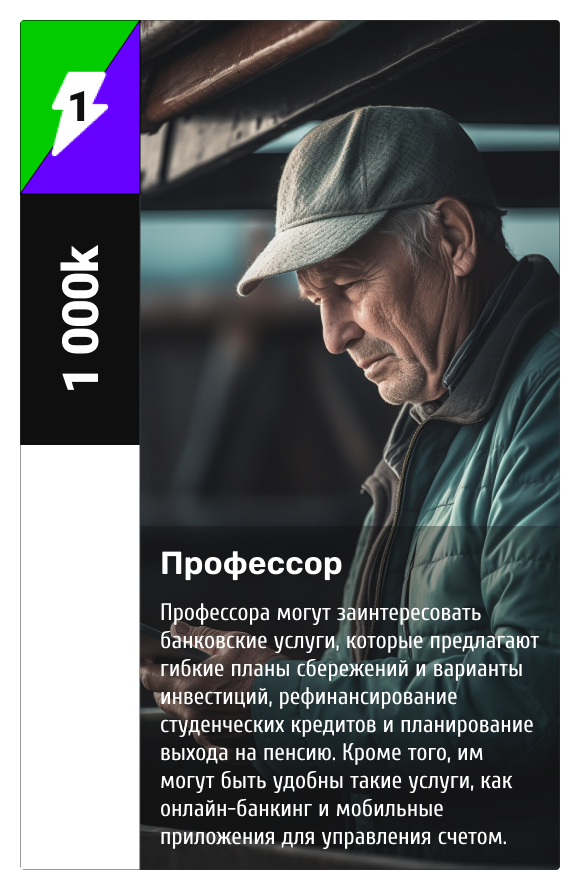 1
1 000k
Профессор
Профессора могут заинтересовать
банковские услуги, которые предлагают
гибкие планы сбережений и варианты
инвестиций, рефинансирование
студенческих кредитов и планирование
выхода на пенсию. Кроме того, им
могут быть удобны такие услуги, как
онлайн-банкинг и мобильные
приложения для управления счетом.